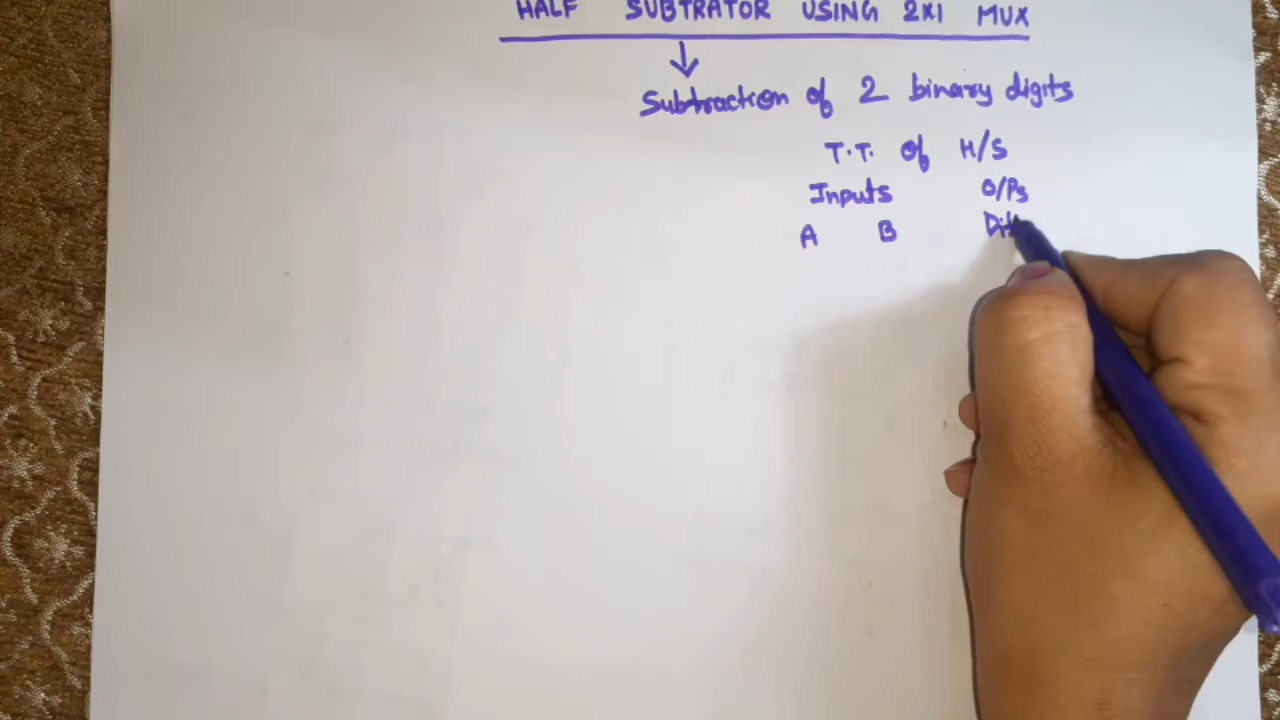 HALF SUBTRATOR USING 2X1 MUX
Subtraction of 2 binary digits
T.T. of H/S
Inputs O/Ps
A B